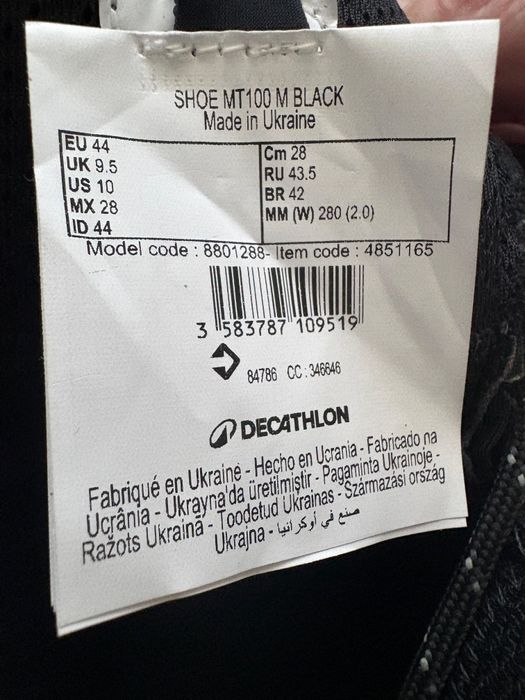 SHOE MT100 M BLACK
Made in Ukraine
EU 44
UK 9.5
US 10
MX 28
ID 44
Cm 28
RU 43.5
BR 42
MM (W) 280 (2.0)
Model code : 8801288- Item code : 4851165
3 583787 109519
84786 CC : 346646
DECATHLON
Fabriqué en Ukraine - Hecho en Ucrania - Fabricado na
Ucrânia - Ukrayna'da üretilmiştir - Pagaminta Ukrainoje -
Ražots Ukrainā - Toodetud Ukrainas - Származási ország
Ukrajna - صنع في أوكرانيا